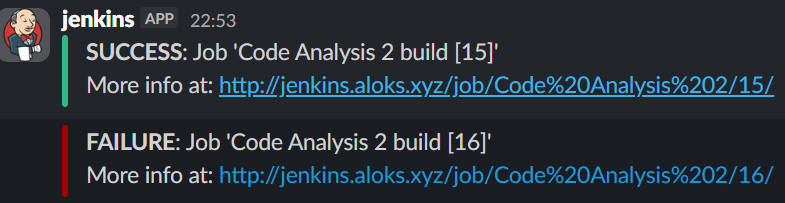 jenkins APP 22:53
SUCCESS: Job 'Code Analysis 2 build [15]'
More info at: http://jenkins.aloks.xyz/job/Code%20Analysis%202/15/
FAILURE: Job 'Code Analysis 2 build [16]'
More info at: http://jenkins.aloks.xyz/job/Code%20Analysis%202/16/